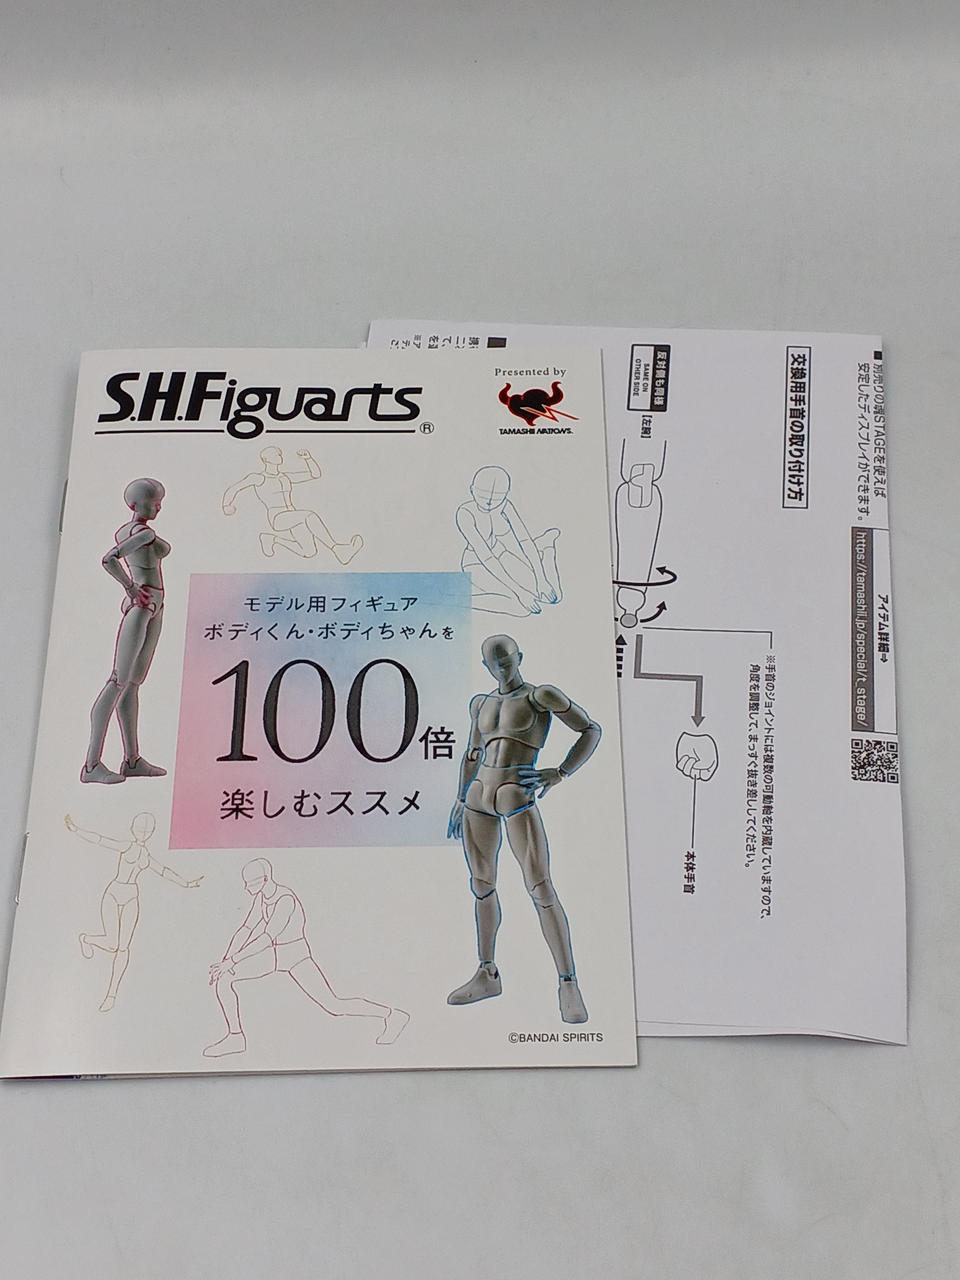 S.H.Figuarts®
Presented by
TAMASHII NATIONS.
モデル用フィギュア
ボディくん・ボディちゃんを
100倍
楽しむススメ
©BANDAI SPIRITS
■ 別売りの魂STAGEを使えば
安定したディスプレイができます。
アイテム詳細⇒
https://tamashii.jp/special/t_stage/
交換用手首の取り付け方
反対側も同様
SAME ON
OTHER SIDE
【左腕】
※手首のジョイントには複数の可動軸を内蔵していますので、
角度を調整して、まっすぐ抜き差ししてください。
本体手首